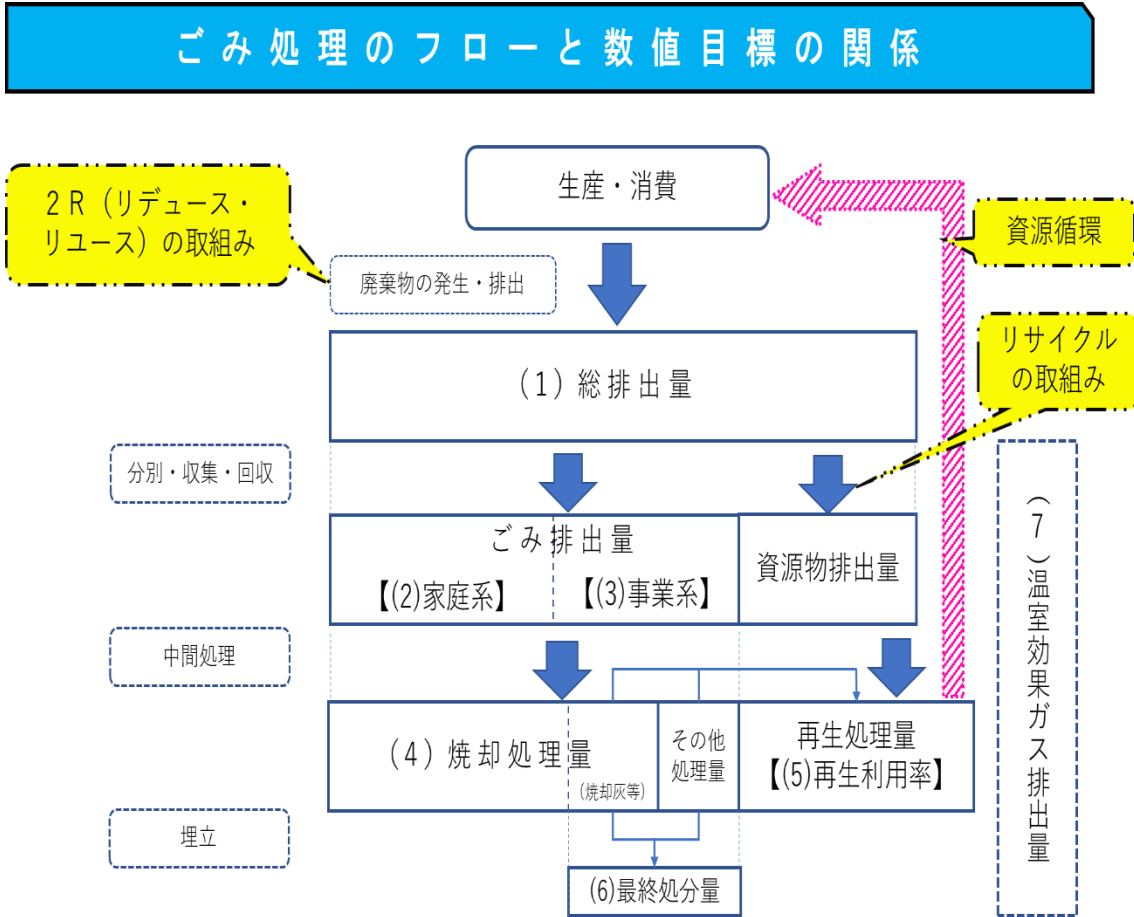 ごみ処理のフローと数値目標の関係
生産・消費
2R(リデュース・
リユース)の取組み
資源循環
廃棄物の発生・排出
リサイクル
の取組み
(1)総排出量
分別・収集・回収
ごみ排出量
【(2)家庭系】
【(3)事業系】
資源物排出量
(7)温室効果ガス排出量
中間処理
(4)焼却処理量
(焼却灰等)
その他
処理量
再生処理量
【(5)再生利用率】
埋立
(6)最終処分量